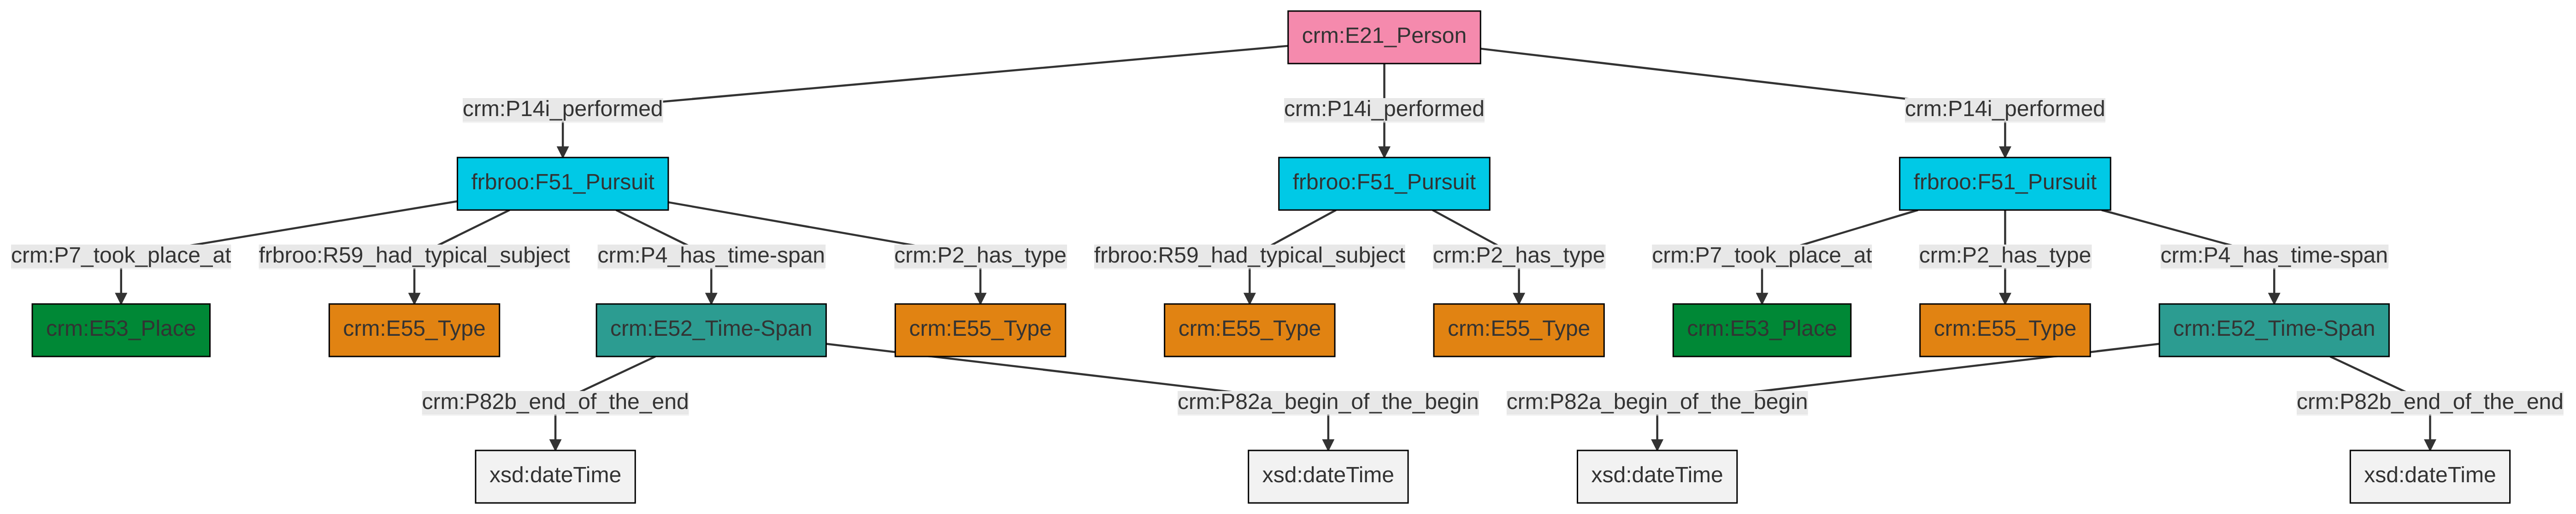 crm:E21_Person
crm:P14i_performed
crm:P14i_performed
crm:P14i_performed
frbroo:F51_Pursuit
frbroo:F51_Pursuit
frbroo:F51_Pursuit
crm:P7_took_place_at
frbroo:R59_had_typical_subject
crm:P4_has_time-span
crm:P2_has_type
frbroo:R59_had_typical_subject
crm:P2_has_type
crm:P7_took_place_at
crm:P2_has_type
crm:P4_has_time-span
crm:E53_Place
crm:E55_Type
crm:E52_Time-Span
crm:E55_Type
crm:E55_Type
crm:E55_Type
crm:E53_Place
crm:E55_Type
crm:E52_Time-Span
crm:P82b_end_of_the_end
crm:P82a_begin_of_the_begin
crm:P82a_begin_of_the_begin
crm:P82b_end_of_the_end
xsd:dateTime
xsd:dateTime
xsd:dateTime
xsd:dateTime